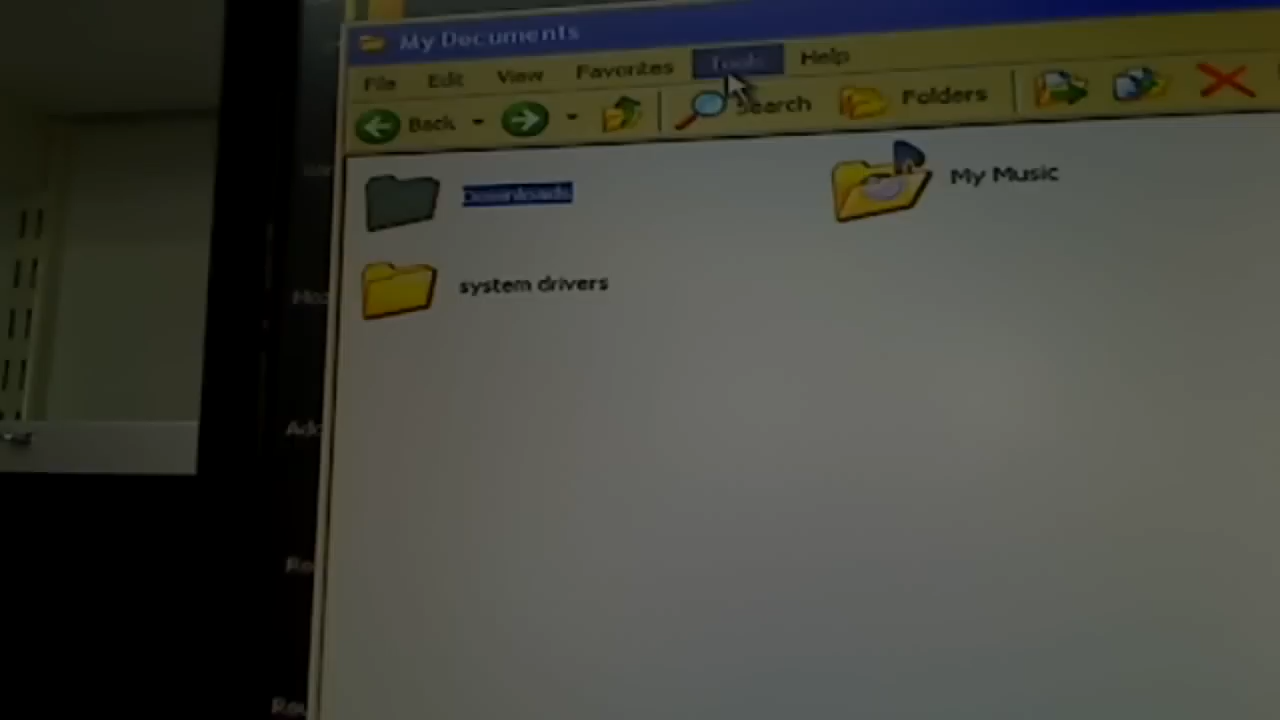 My Documents
File Edit View Favorites Tools Help
Back Search Folders
Downloads My Music
system drivers